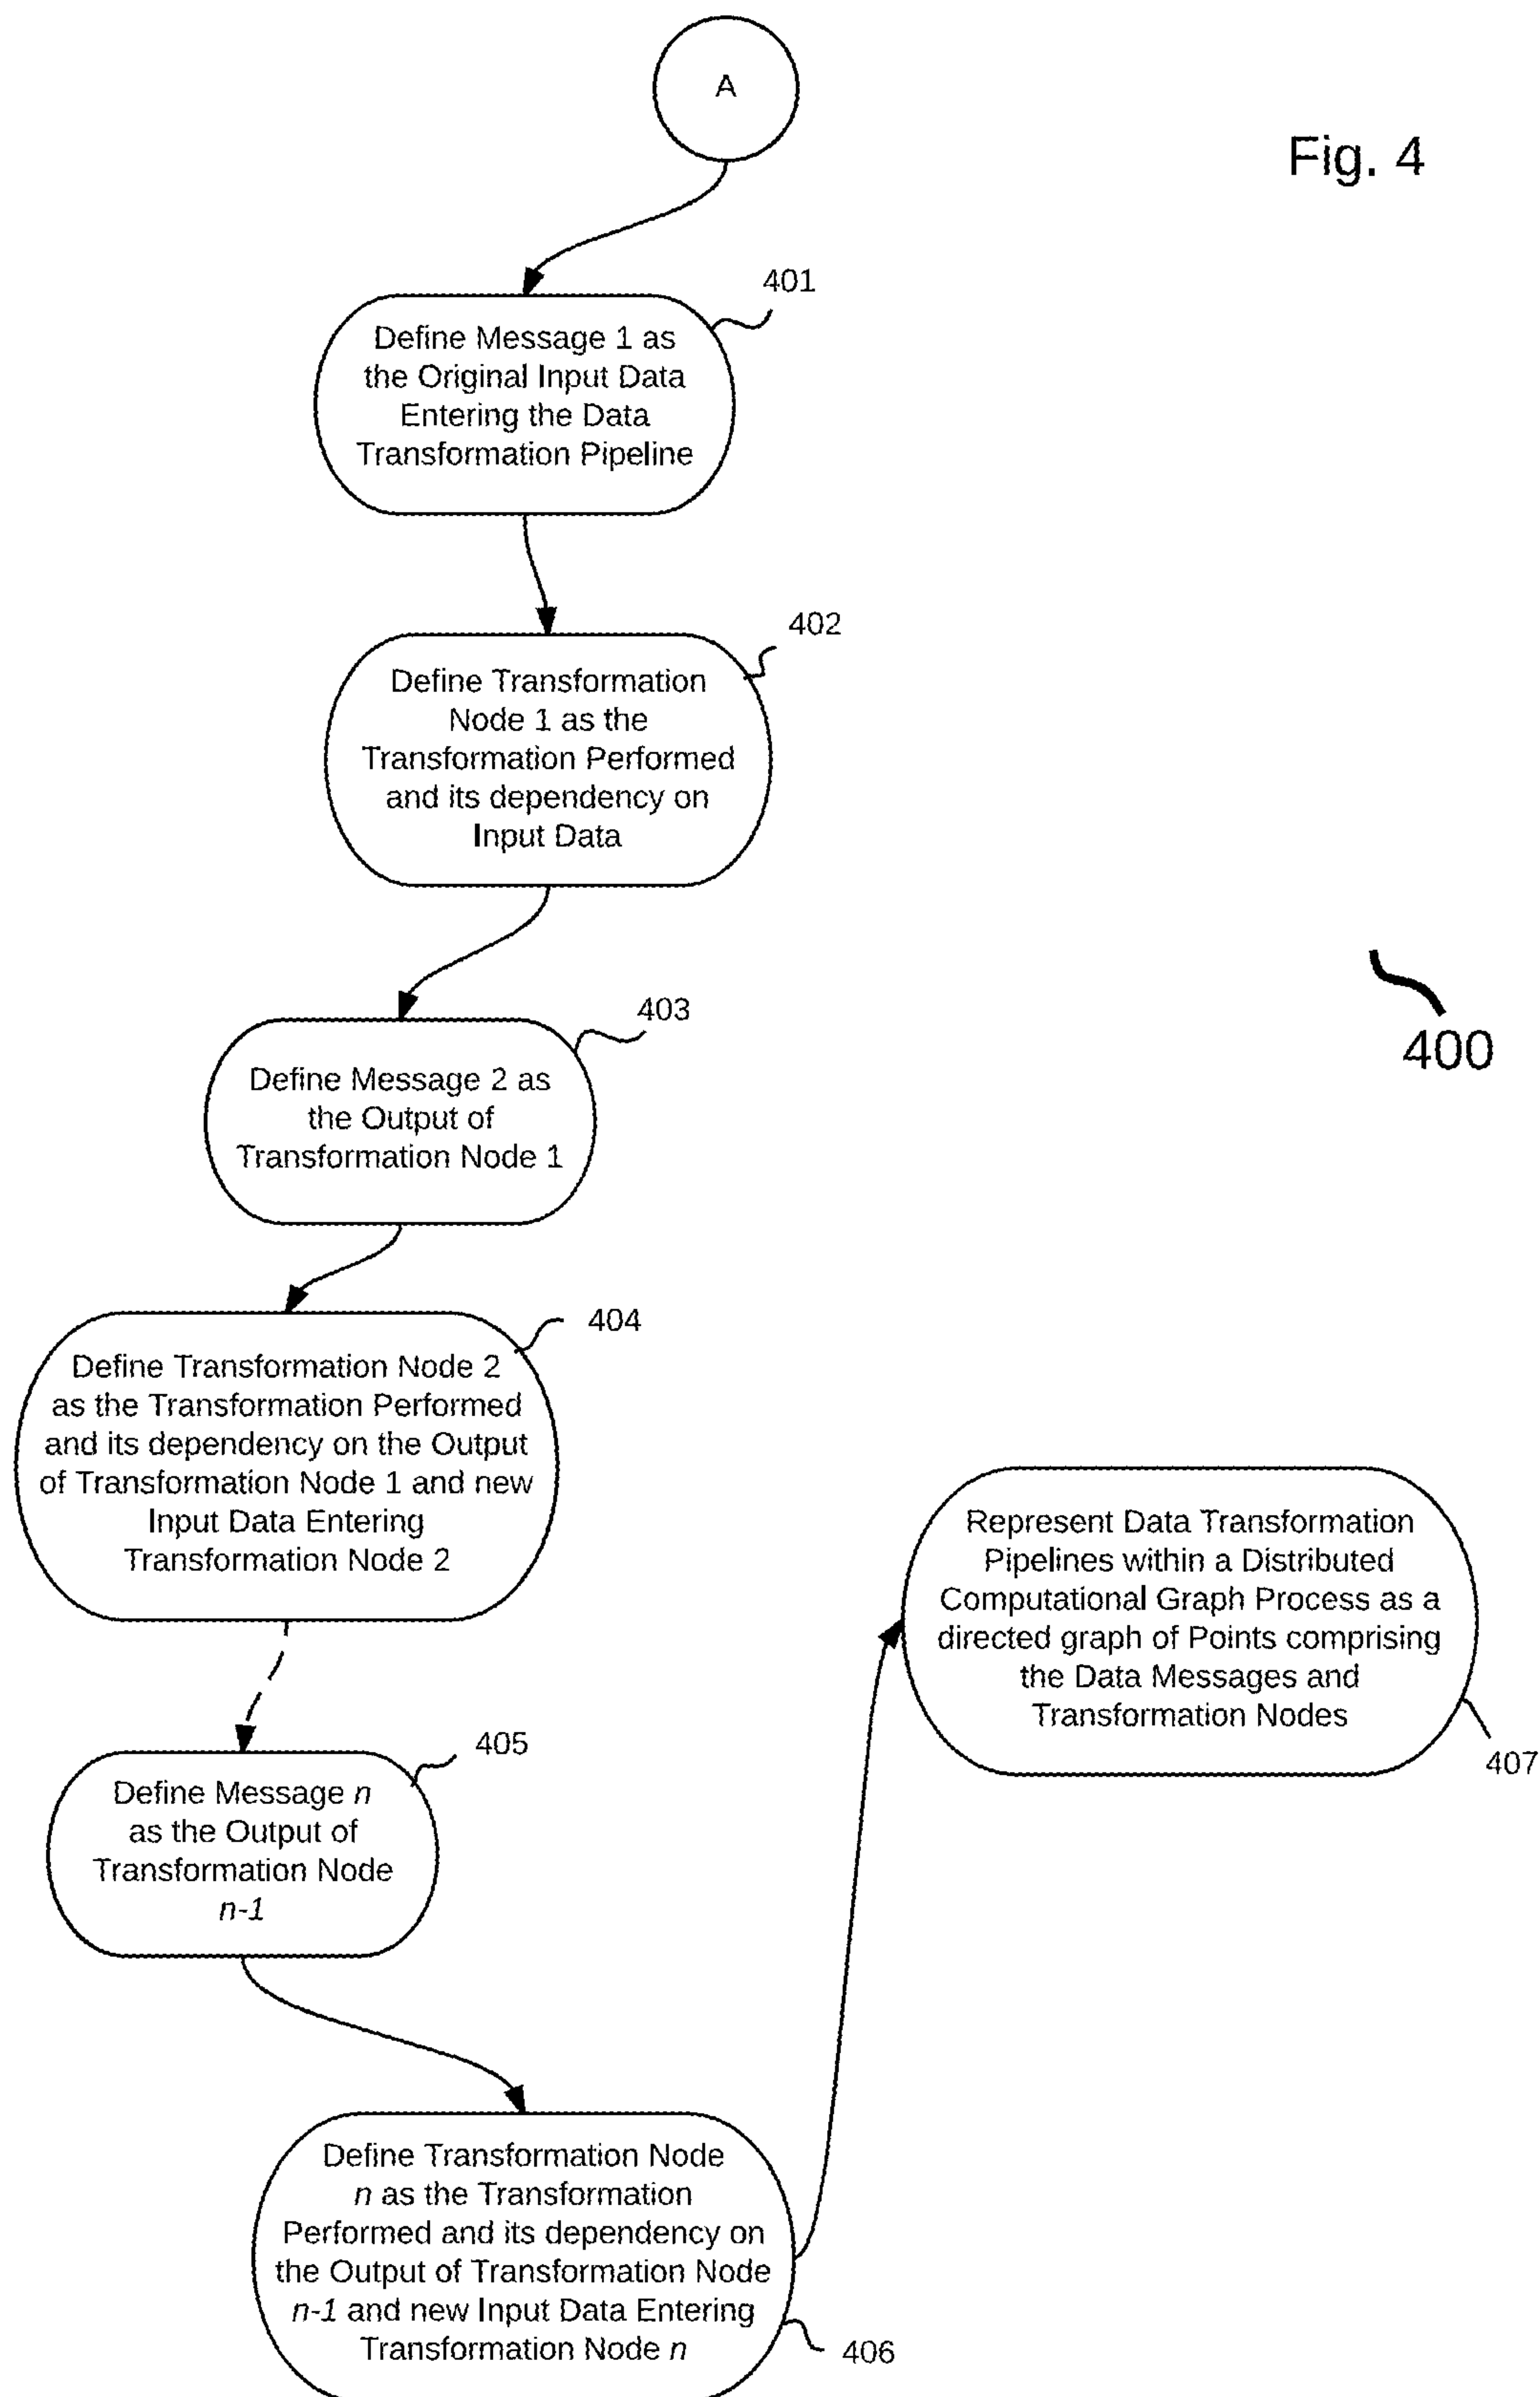 A
Fig. 4
401
Define Message 1 as
the Original Input Data
Entering the Data
Transformation Pipeline
402
Define Transformation
Node 1 as the
Transformation Performed
and its dependency on
Input Data
403
Define Message 2 as
the Output of
Transformation Node 1
400
404
Define Transformation Node 2
as the Transformation Performed
and its dependency on the Output
of Transformation Node 1 and new
Input Data Entering
Transformation Node 2
405
Define Message n
as the Output of
Transformation Node
n-1
Define Transformation Node
n as the Transformation
Performed and its dependency on
the Output of Transformation Node
n-1 and new Input Data Entering
Transformation Node n
406
Represent Data Transformation
Pipelines within a Distributed
Computational Graph Process as a
directed graph of Points comprising
the Data Messages and
Transformation Nodes
407